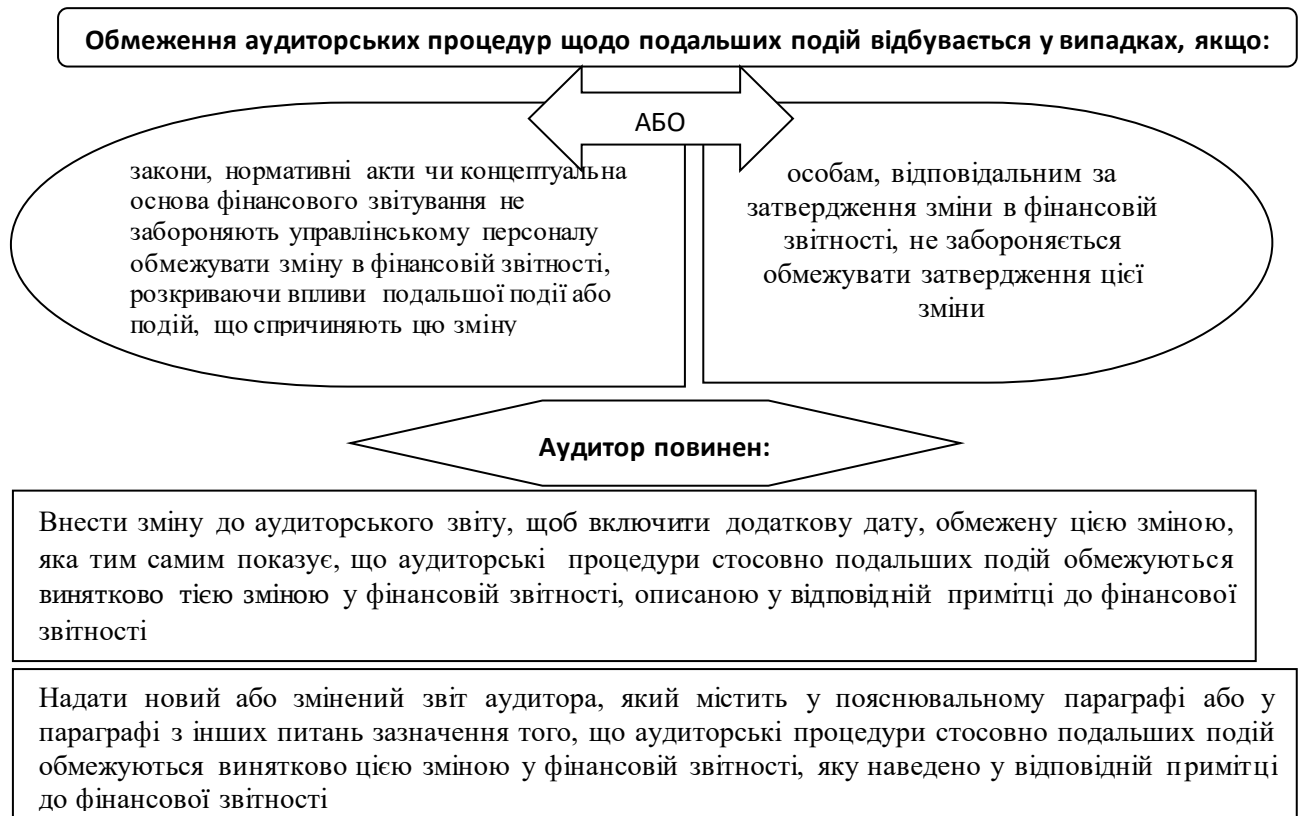 Обмеження аудиторських процедур щодо подальших подій відбувається у випадках, якщо:
АБО
закони, нормативні акти чи концептуальна
основа фінансового звітування не
забороняють управлінському персоналу
обмежувати зміну в фінансовій звітності,
розкриваючи впливи подальшої події або
подій, що спричиняють цю зміну
особам, відповідальним за
затвердження зміни в фінансовій
звітності, не забороняється
обмежувати затвердження цієї
зміни
Аудитор повинен:
Внести зміну до аудиторського звіту, щоб включити додаткову дату, обмежену цією зміною,
яка тим самим показує, що аудиторські процедури стосовно подальших подій обмежуються
винятково тією зміною у фінансовій звітності, описаною у відповідній примітці до фінансової
звітності
Надати новий або змінений звіт аудитора, який містить у пояснювальному параграфі або у
параграфі з інших питань зазначення того, що аудиторські процедури стосовно подальших подій
обмежуються винятково цією зміною у фінансовій звітності, яку наведено у відповідній примітці
до фінансової звітності